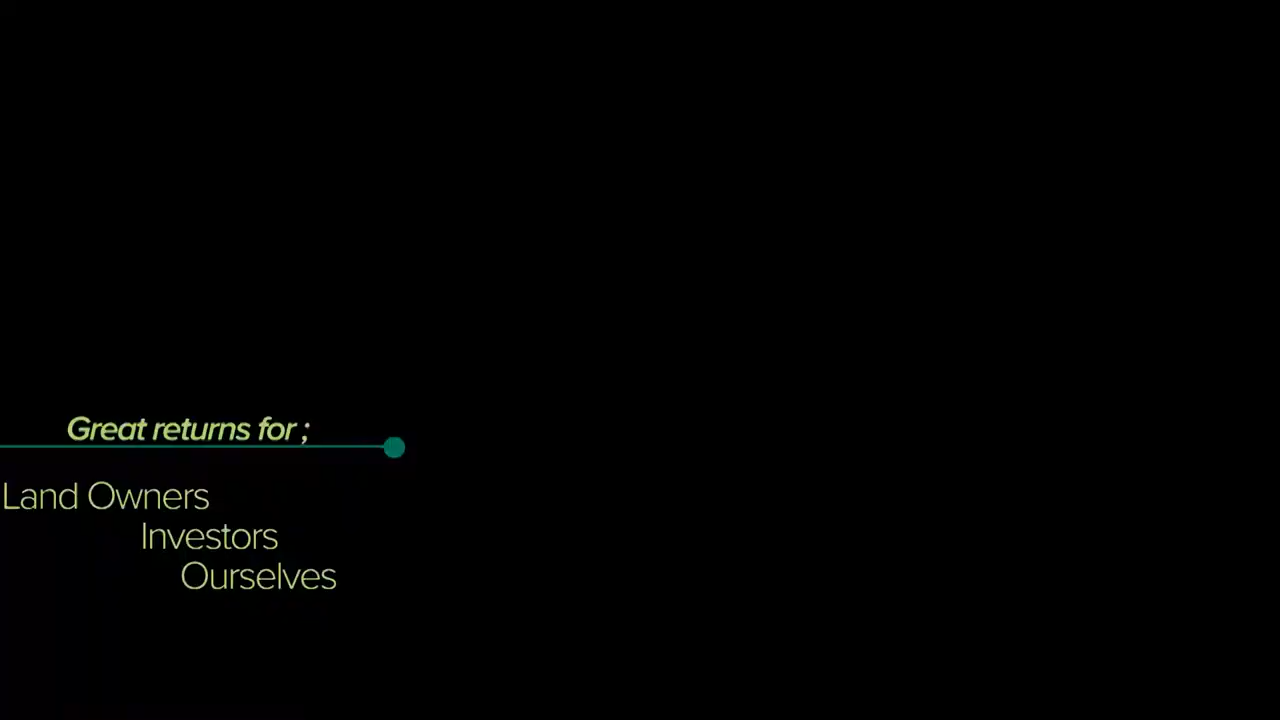 Great returns for ;
Land Owners
Investors
Ourselves